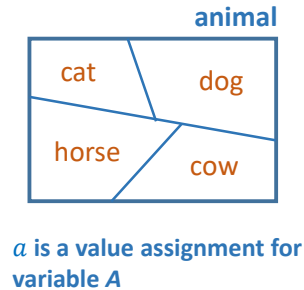 animal
cat
dog
horse
cow
a is a value assignment for
variable A